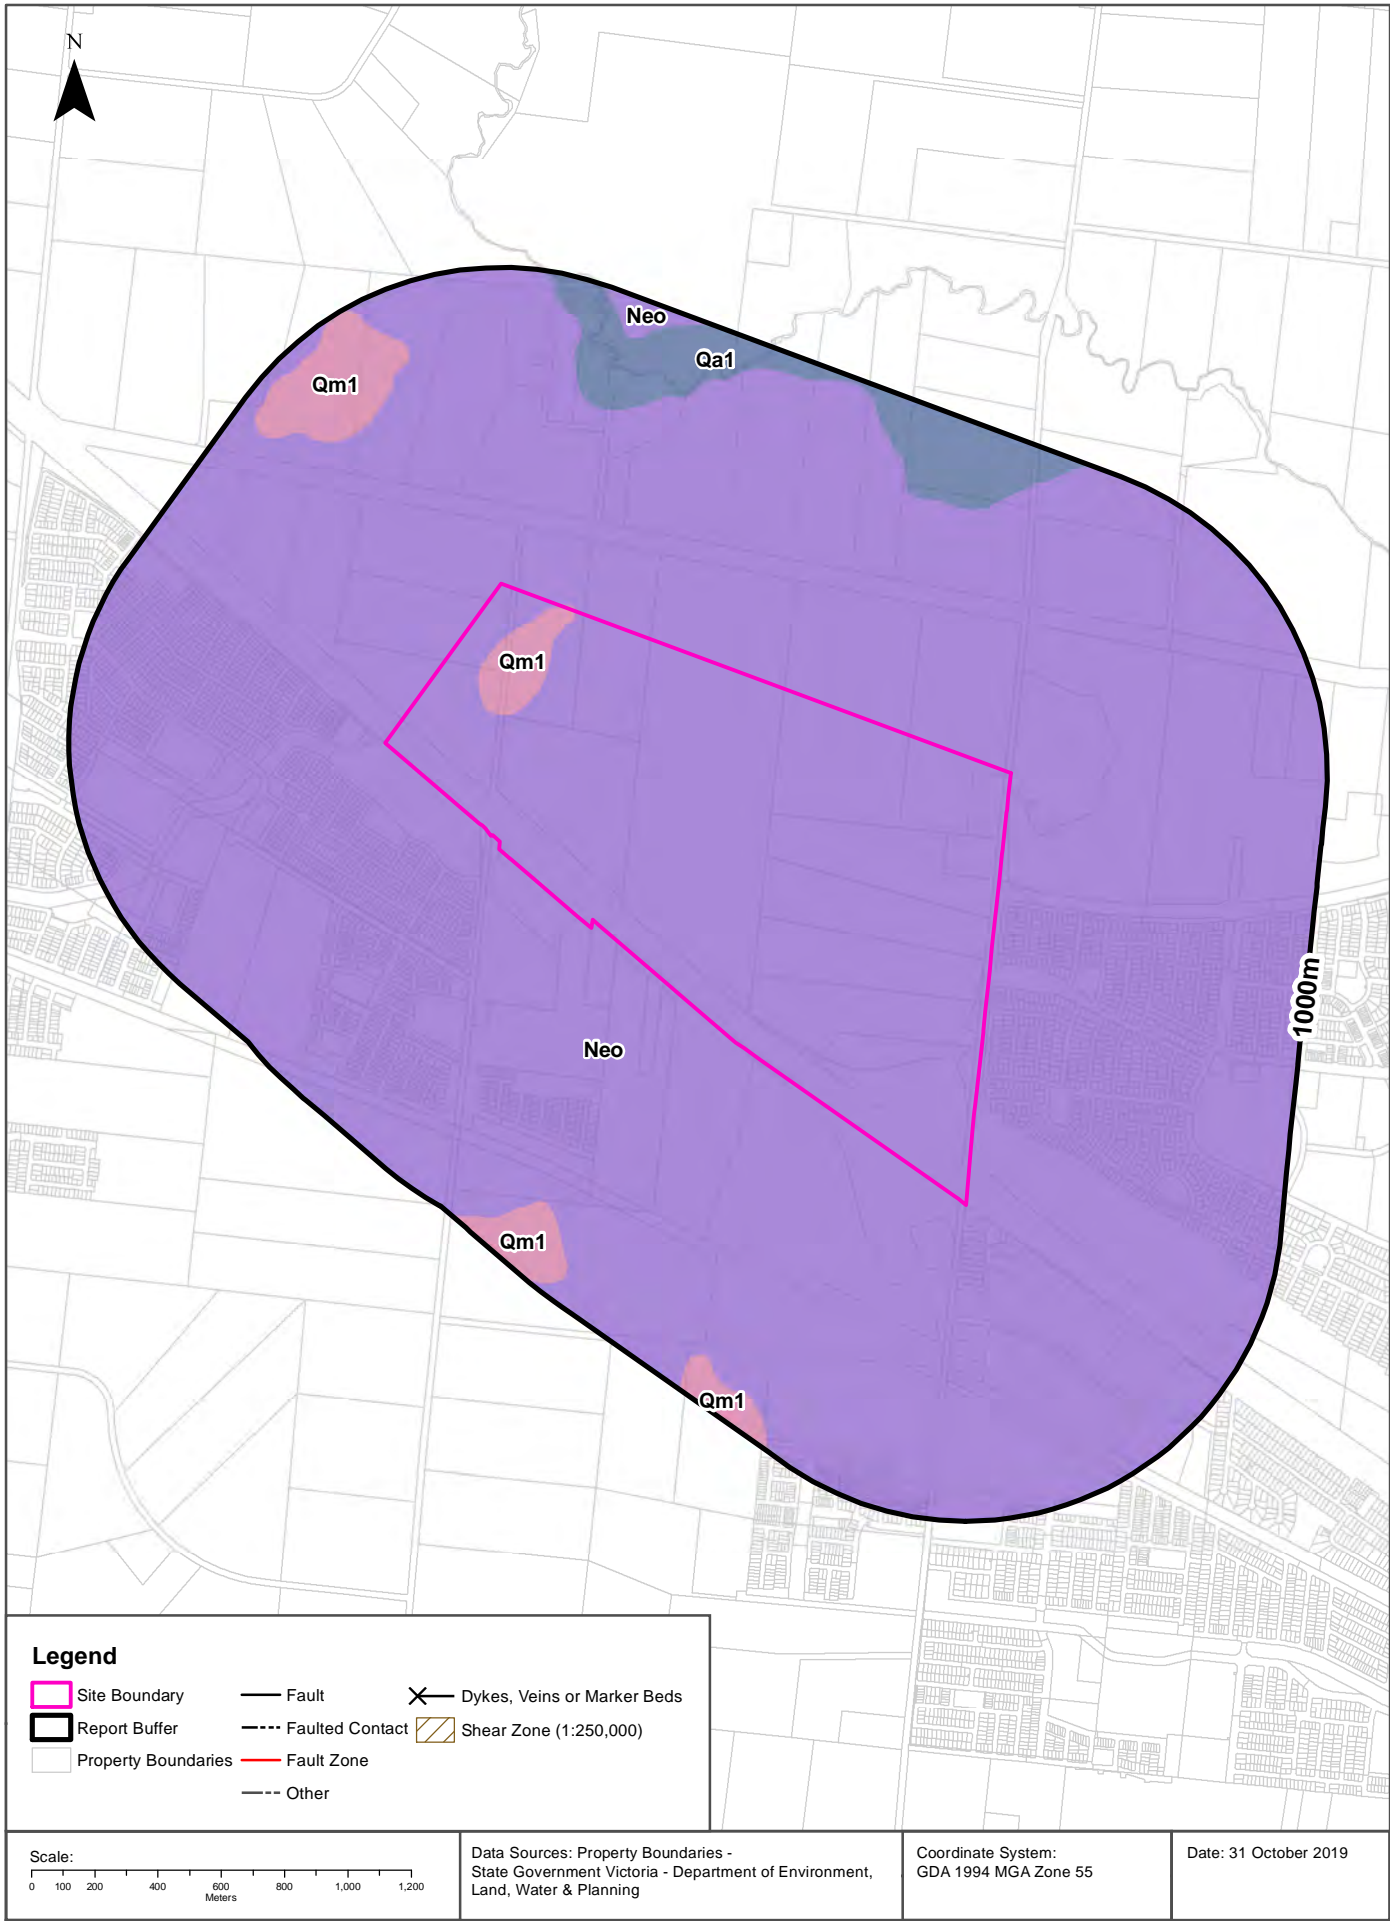 N
Neo
Qa1
Qm1
Qm1
1000m
Neo
Qm1
Qm1
Legend
Site Boundary
Report Buffer
Property Boundaries
Fault
Faulted Contact
Fault Zone
Other
Dykes, Veins or Marker Beds
Shear Zone (1:250,000)
Scale:
0 100 200 400 600 800 1,000 1,200
Meters
Data Sources: Property Boundaries -
State Government Victoria - Department of Environment,
Land, Water & Planning
Coordinate System:
GDA 1994 MGA Zone 55
Date: 31 October 2019